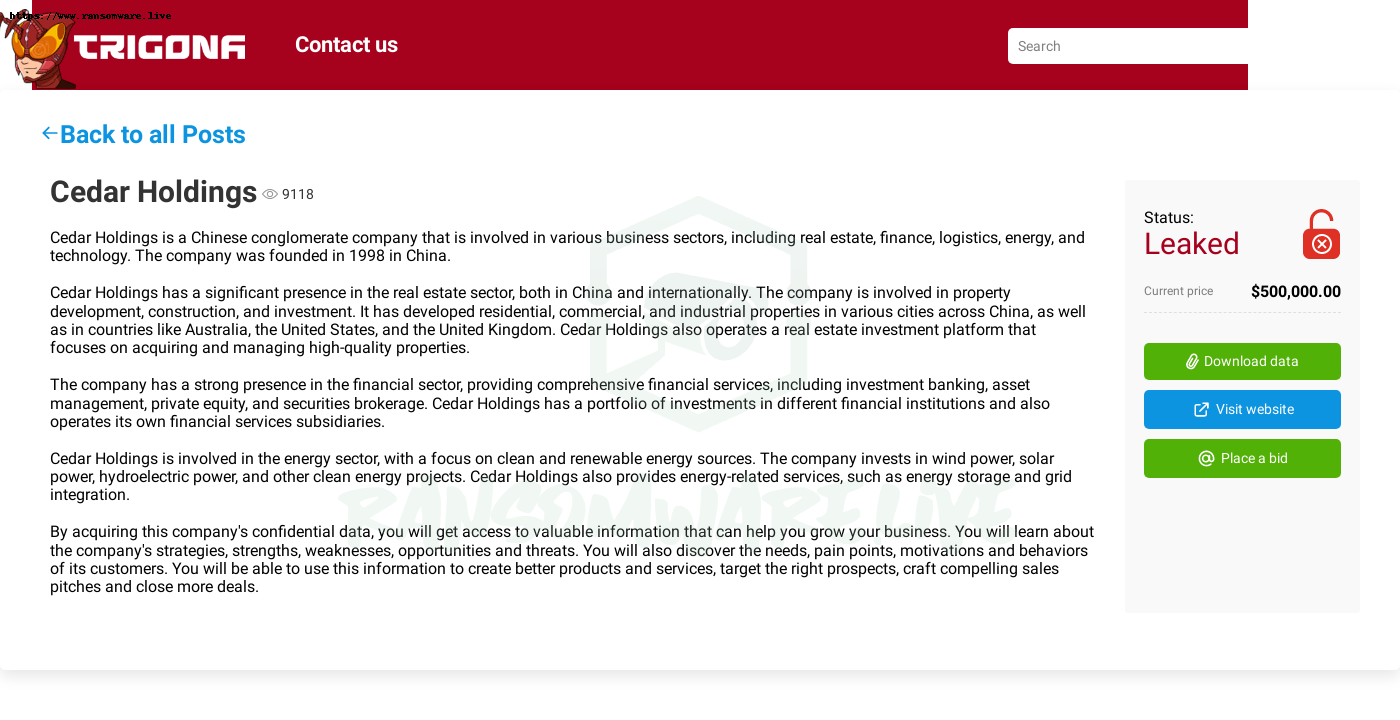 https://www.ransomware.live
TRIGONA
Contact us
Search
Back to all Posts
Cedar Holdings 9118
Cedar Holdings is a Chinese conglomerate company that is involved in various business sectors, including real estate, finance, logistics, energy, and
technology. The company was founded in 1998 in China.
Cedar Holdings has a significant presence in the real estate sector, both in China and internationally. The company is involved in property
development, construction, and investment. It has developed residential, commercial, and industrial properties in various cities across China, as well
as in countries like Australia, the United States, and the United Kingdom. Cedar Holdings also operates a real estate investment platform that
focuses on acquiring and managing high-quality properties.
The company has a strong presence in the financial sector, providing comprehensive financial services, including investment banking, asset
management, private equity, and securities brokerage. Cedar Holdings has a portfolio of investments in different financial institutions and also
operates its own financial services subsidiaries.
Cedar Holdings is involved in the energy sector, with a focus on clean and renewable energy sources. The company invests in wind power, solar
power, hydroelectric power, and other clean energy projects. Cedar Holdings also provides energy-related services, such as energy storage and grid
integration.
By acquiring this company's confidential data, you will get access to valuable information that can help you grow your business. You will learn about
the company's strategies, strengths, weaknesses, opportunities and threats. You will also discover the needs, pain points, motivations and behaviors
of its customers. You will be able to use this information to create better products and services, target the right prospects, craft compelling sales
pitches and close more deals.
RANSOMWARE LIVE
Status:
Leaked
Current price $500,000.00
Download data
Visit website
Place a bid